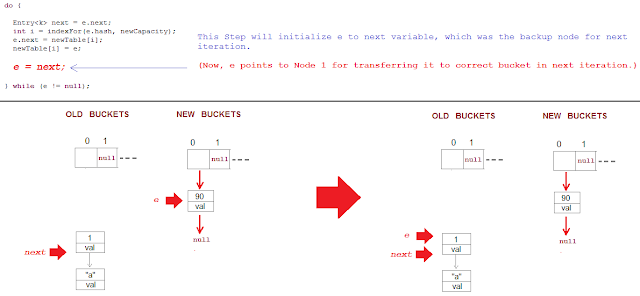 do {
Entry<k> next = e.next;
int i = indexFor(e.hash, newCapacity);
e.next = newTable[i];
newTable[i] = e;
e = next;
} while (e != null);
This Step will initialize e to next variable, which was the backup node for next
iteration.
(Now, e points to Node 1 for transferring it to correct bucket in next iteration.)
OLD BUCKETS
NEW BUCKETS
0 1
null
0 1
null
e
90
val
null
next
1
val
"a"
val
OLD BUCKETS
NEW BUCKETS
0 1
null
0 1
null
90
val
null
e
next
1
val
"a"
val